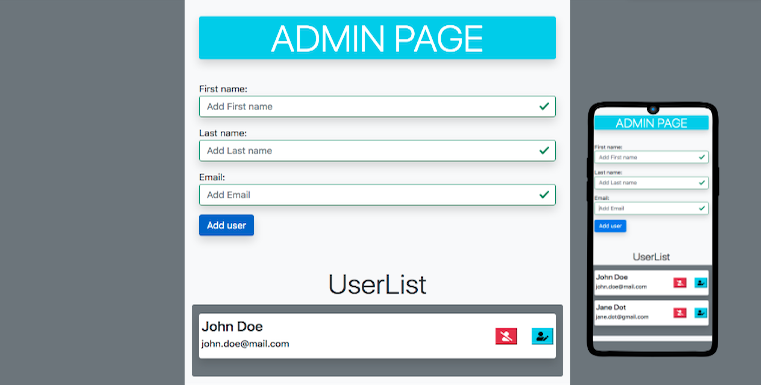 ADMIN PAGE
First name:
Add First name
Last name:
Add Last name
Email:
Add Email
Add user
UserList
John Doe
john.doe@mail.com
ADMIN PAGE
First name:
Add First name
Last name:
Add Last name
Email:
Add Email
Add user
UserList
John Doe
john.doe@mail.com
Jane Dot
jane.dot@gmail.com